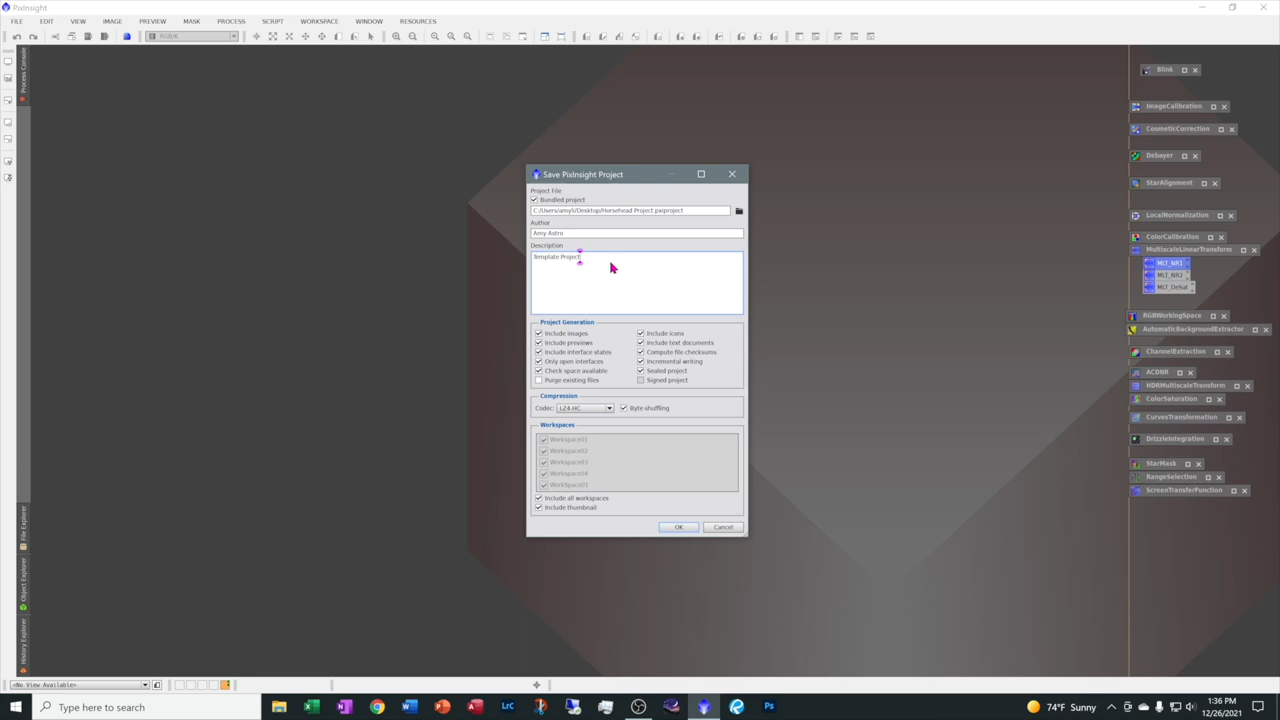 PixInsight
FILE EDIT VIEW IMAGE PREVIEW MASK PROCESS SCRIPT WORKSPACE WINDOW RESOURCES
RGB/K
Process Console
File Explorer
Object Explorer
History Explorer
Save PixInsight Project
Project File
Bundled project
C:/Users/amyli/Desktop/Horsehead Project.pxiproject
Author
Amy Astro
Description
Template Project
Project Generation
Include images Include icons
Include previews Include text documents
Include interface states Compute file checksums
Only open interfaces Incremental writing
Check space available Sealed project
Purge existing files Signed project
Compression
Codec: LZ4-HC Byte shuffling
Workspaces
Workspace01
Workspace02
Workspace03
Workspace04
Include all workspaces
Include thumbnail
OK Cancel
Blink
ImageCalibration
CosmeticCorrection
Debayer
StarAlignment
LocalNormalization
ColorCalibration
MultiscaleLinearTransform
MLT_NR1
MLT_NR2
MLT_DeSat
RGBWorkingSpace
AutomaticBackgroundExtractor
ChannelExtraction
ACDNR
HDRMultiscaleTransform
ColorSaturation
CurvesTransformation
DrizzleIntegration
StarMask
RangeSelection
ScreenTransferFunction
<No View Available>
Type here to search
LrC
Ps
74°F Sunny
1:36 PM
12/26/2021